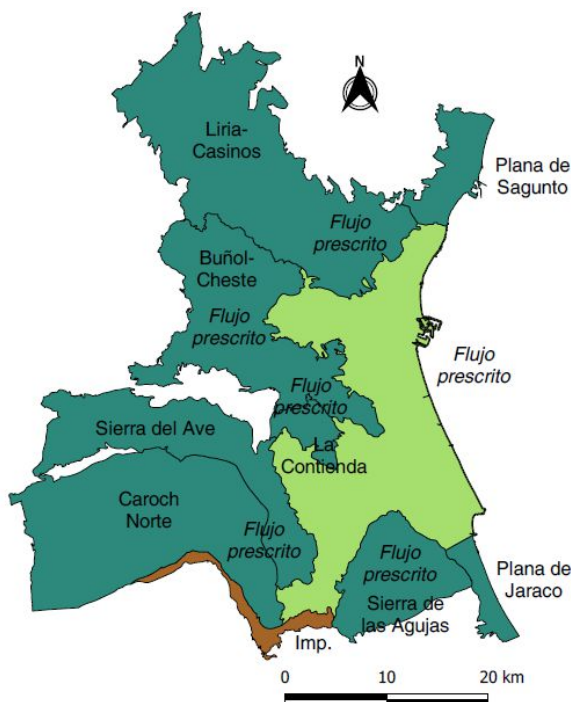 N
Liria-
Casinos
Plana de
Sagunto
Flujo
prescrito
Buñol-
Cheste
Flujo
prescrito
Flujo
prescrito
Flujo
prescrito
Sierra del Ave
La
Contienda
Caroch
Norte
Flujo
prescrito
Flujo
prescrito
Plana de
Jaraco
Sierra de
las Agujas
Imp.
0 10 20 km